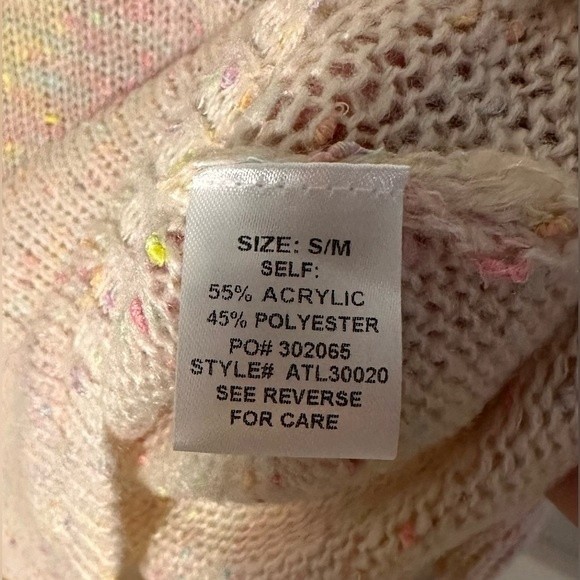 SIZE: S/M
SELF:
55% ACRYLIC
45% POLYESTER
PO# 302065
STYLE# ATL30020
SEE REVERSE
FOR CARE